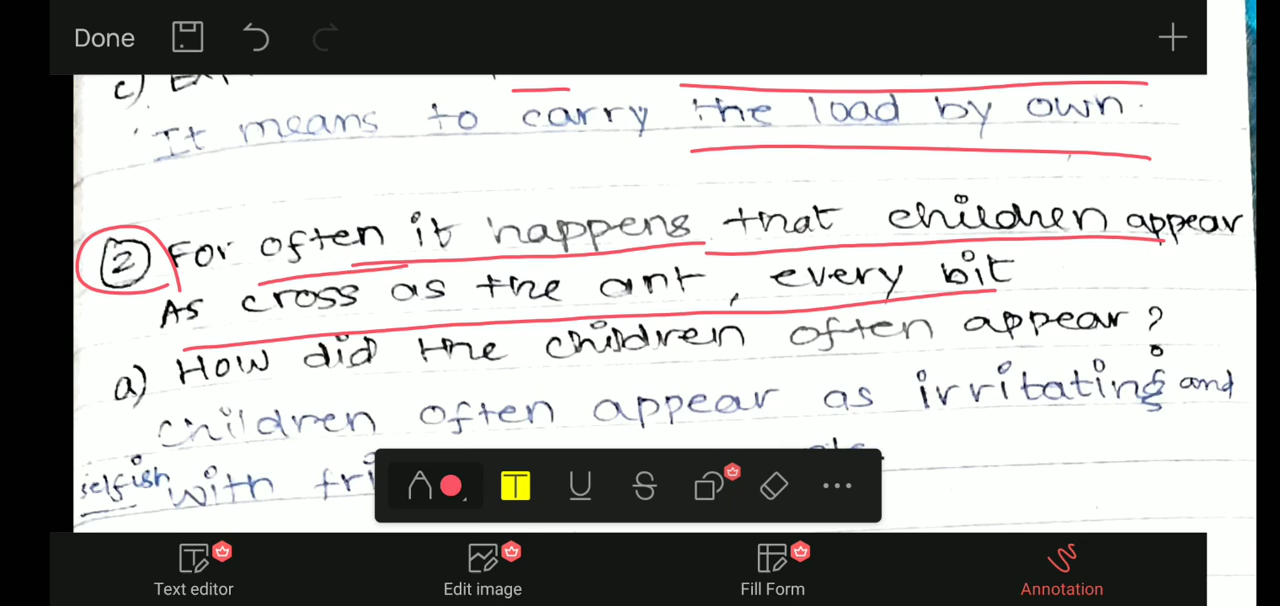 Done
c)
It means to carry the load by own.
② For often it happens that children appear
As cross as the ant, every bit
a) How did the children often appear?
children often appear as irritating and
selfish with
Text editor
Edit image
Fill Form
Annotation